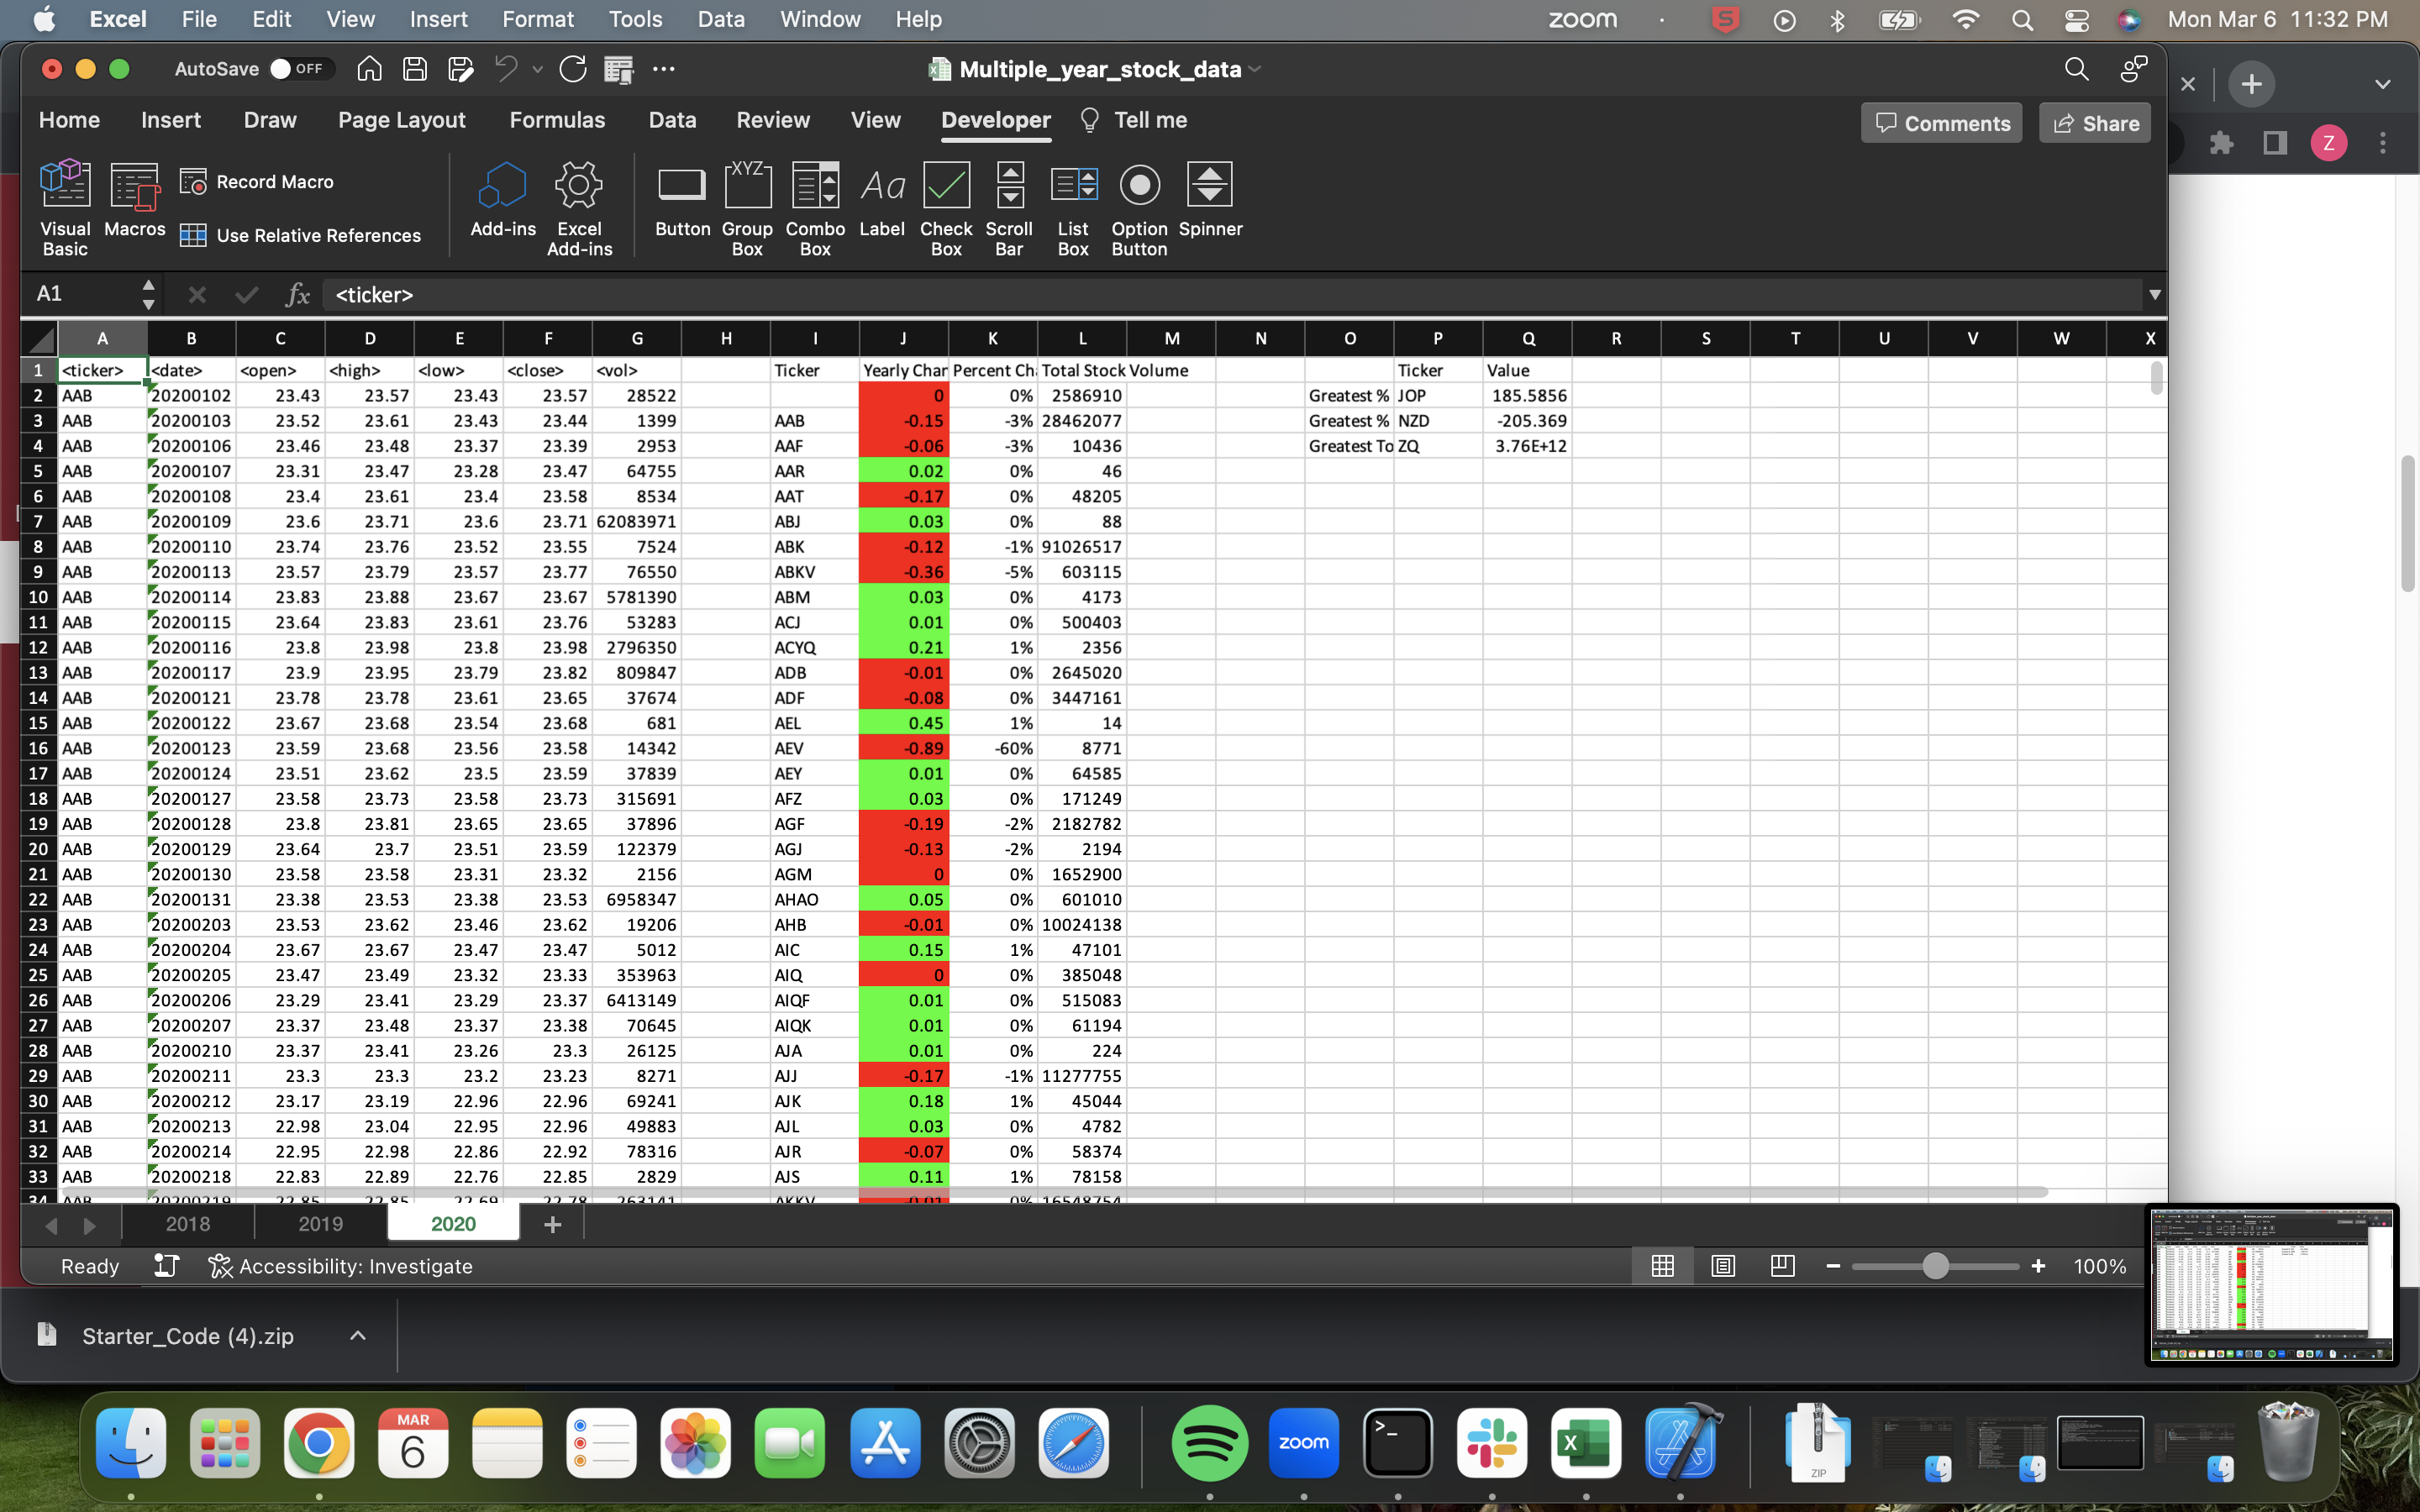 Excel File Edit View Insert Format Tools Data Window Help zoom Mon Mar 6 11:32 PM
AutoSave OFF Multiple_year_stock_data
Home Insert Draw Page Layout Formulas Data Review View Developer Tell me Comments Share
Z
Visual Basic Macros Record Macro Use Relative References Add-ins Excel Add-ins Button Group Box Combo Box Label Check Box Scroll Bar List Box Option Button Spinner
XYZ Aa
A1 fx <ticker>
A B C D E F G H I J K L M N O P Q R S T U V W X
1 <ticker> <date> <open> <high> <low> <close> <vol> Ticker Yearly Char Percent Ch Total Stock Volume Ticker Value
2 AAB 20200102 23.43 23.57 23.43 23.57 28522 0 0% 2586910 Greatest % JOP 185.5856
3 AAB 20200103 23.52 23.61 23.43 23.44 1399 AAB -0.15 -3% 28462077 Greatest % NZD -205.369
4 AAB 20200106 23.46 23.48 23.37 23.39 2953 AAF -0.06 -3% 10436 Greatest To ZQ 3.76E+12
5 AAB 20200107 23.31 23.47 23.28 23.47 64755 AAR 0.02 0% 46
6 AAB 20200108 23.4 23.61 23.4 23.58 8534 AAT -0.17 0% 48205
7 AAB 20200109 23.6 23.71 23.6 23.71 62083971 ABJ 0.03 0% 88
8 AAB 20200110 23.74 23.76 23.52 23.55 7524 ABK -0.12 -1% 91026517
9 AAB 20200113 23.57 23.79 23.57 23.77 76550 ABKV -0.36 -5% 603115
10 AAB 20200114 23.83 23.88 23.67 23.67 5781390 ABM 0.03 0% 4173
11 AAB 20200115 23.64 23.83 23.61 23.76 53283 ACJ 0.01 0% 500403
12 AAB 20200116 23.8 23.98 23.8 23.98 2796350 ACYQ 0.21 1% 2356
13 AAB 20200117 23.9 23.95 23.79 23.82 809847 ADB -0.01 0% 2645020
14 AAB 20200121 23.78 23.78 23.61 23.65 37674 ADF -0.08 0% 3447161
15 AAB 20200122 23.67 23.68 23.54 23.68 681 AEL 0.45 1% 14
16 AAB 20200123 23.59 23.68 23.56 23.58 14342 AEV -0.89 -60% 8771
17 AAB 20200124 23.51 23.62 23.5 23.59 37839 AEY 0.01 0% 64585
18 AAB 20200127 23.58 23.73 23.58 23.73 315691 AFZ 0.03 0% 171249
19 AAB 20200128 23.8 23.81 23.65 23.65 37896 AGF -0.19 -2% 2182782
20 AAB 20200129 23.64 23.7 23.51 23.59 122379 AGJ -0.13 -2% 2194
21 AAB 20200130 23.58 23.58 23.31 23.32 2156 AGM 0 0% 1652900
22 AAB 20200131 23.38 23.53 23.38 23.53 6958347 AHAO 0.05 0% 601010
23 AAB 20200203 23.53 23.62 23.46 23.62 19206 AHB -0.01 0% 10024138
24 AAB 20200204 23.67 23.67 23.47 23.47 5012 AIC 0.15 1% 47101
25 AAB 20200205 23.47 23.49 23.32 23.33 353963 AIQ 0 0% 385048
26 AAB 20200206 23.29 23.41 23.29 23.37 6413149 AIQF 0.01 0% 515083
27 AAB 20200207 23.37 23.48 23.37 23.38 70645 AIQK 0.01 0% 61194
28 AAB 20200210 23.37 23.41 23.26 23.3 26125 AJA 0.01 0% 224
29 AAB 20200211 23.3 23.3 23.2 23.23 8271 AJJ -0.17 -1% 11277755
30 AAB 20200212 23.17 23.19 22.96 22.96 69241 AJK 0.18 1% 45044
31 AAB 20200213 22.98 23.04 22.95 22.96 49883 AJL 0.03 0% 4782
32 AAB 20200214 22.95 22.98 22.86 22.92 78316 AJR -0.07 0% 58374
33 AAB 20200218 22.83 22.89 22.76 22.85 2829 AJS 0.11 1% 78158
34 AAB 20200219 22.85 22.85 22.69 22.78 263141 AKKV -0.01 0% 16548754
2018 2019 2020
Ready Accessibility: Investigate 100%
Starter_Code (4).zip
MAR
6 zoom ZIP